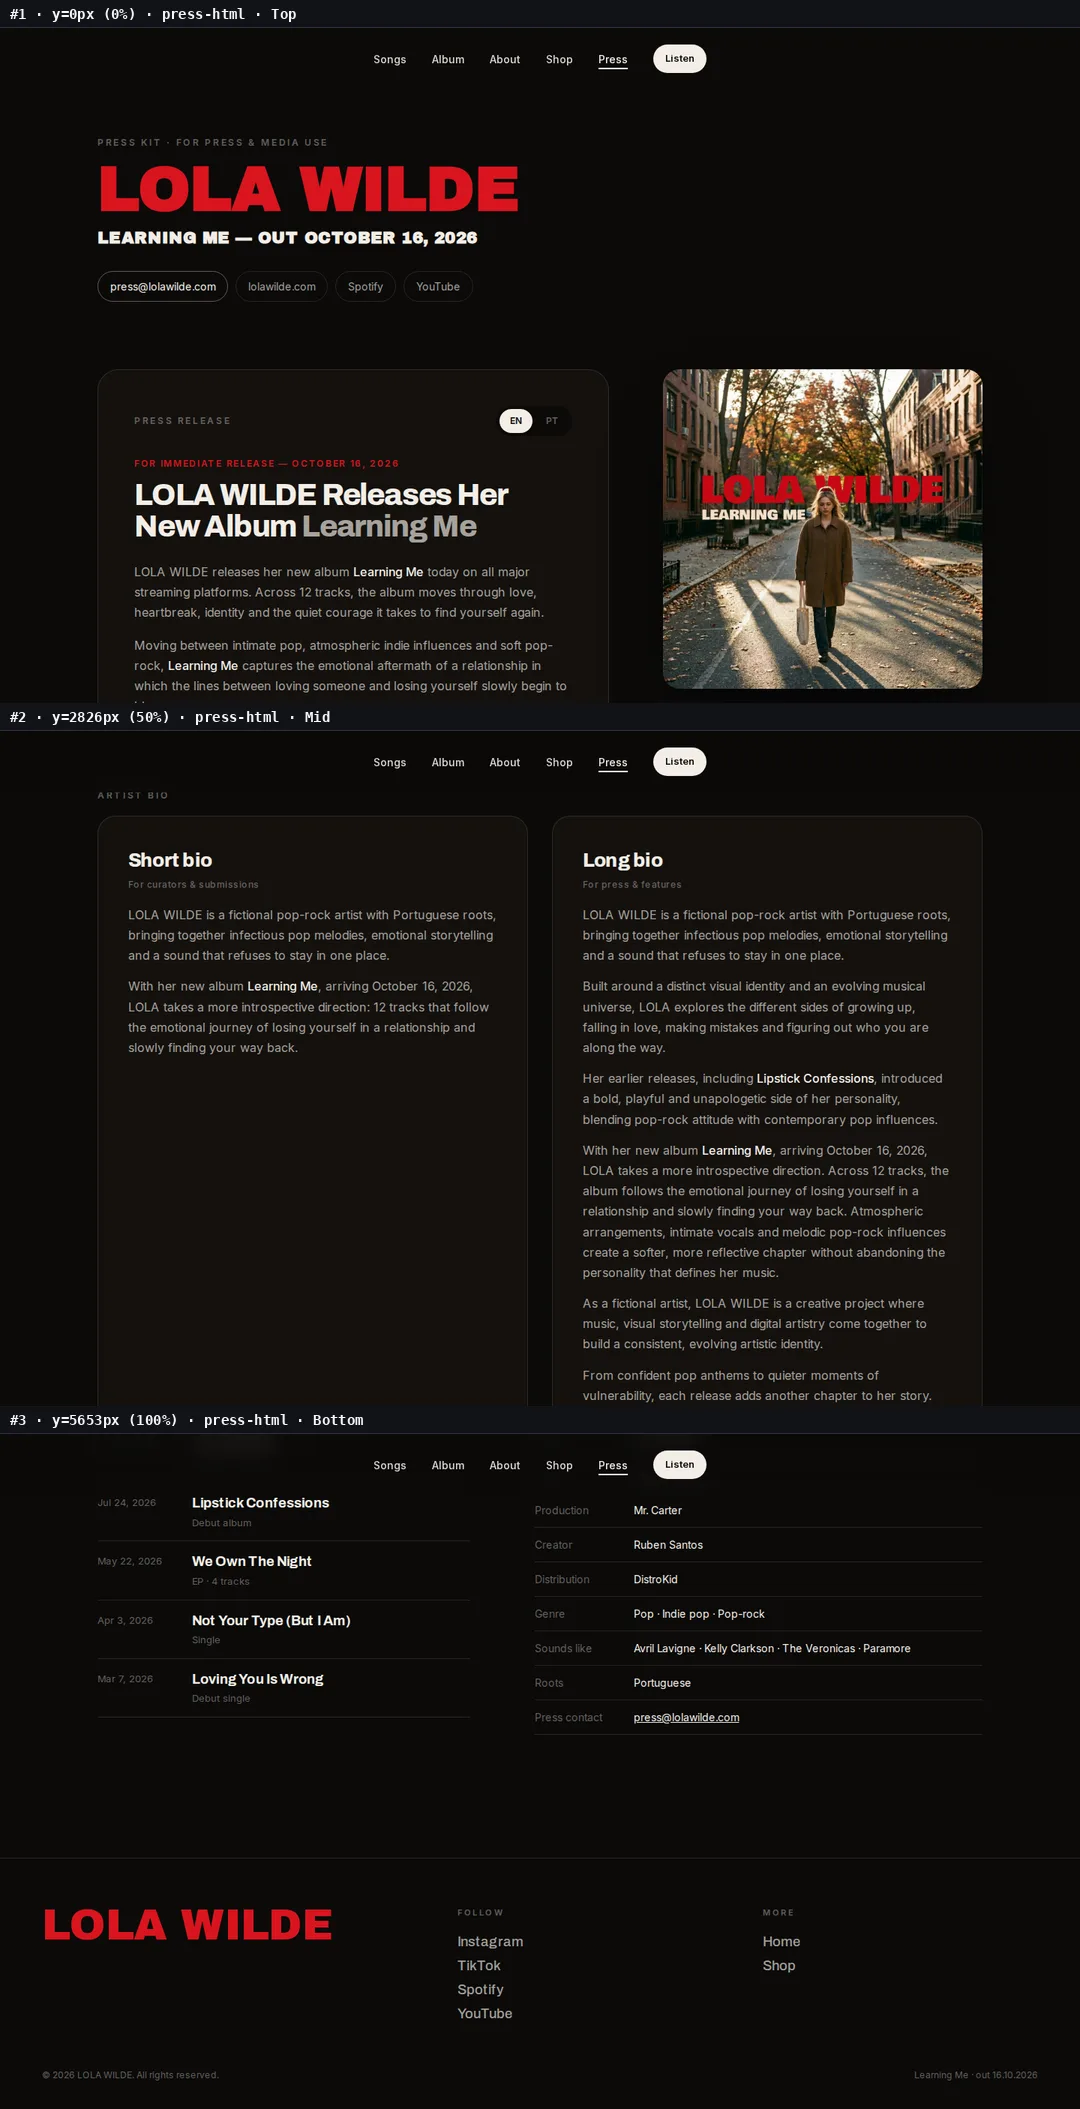 #1 · y=0px (0%) · press-html · Top
Songs Album About Shop Press Listen
PRESS KIT · FOR PRESS & MEDIA USE
LOLA WILDE
LEARNING ME — OUT OCTOBER 16, 2026
press@lolawilde.com lolawilde.com Spotify YouTube
PRESS RELEASE EN PT
FOR IMMEDIATE RELEASE — OCTOBER 16, 2026
LOLA WILDE Releases Her
New Album Learning Me
LOLA WILDE releases her new album Learning Me today on all major
streaming platforms. Across 12 tracks, the album moves through love,
heartbreak, identity and the quiet courage it takes to find yourself again.
Moving between intimate pop, atmospheric indie influences and soft pop-
rock, Learning Me captures the emotional aftermath of a relationship in
which the lines between loving someone and losing yourself slowly begin to
LOLA WILDE
LEARNING ME
#2 · y=2826px (50%) · press-html · Mid
Songs Album About Shop Press Listen
ARTIST BIO
Short bio
For curators & submissions
LOLA WILDE is a fictional pop-rock artist with Portuguese roots,
bringing together infectious pop melodies, emotional storytelling
and a sound that refuses to stay in one place.
With her new album Learning Me, arriving October 16, 2026,
LOLA takes a more introspective direction: 12 tracks that follow
the emotional journey of losing yourself in a relationship and
slowly finding your way back.
Long bio
For press & features
LOLA WILDE is a fictional pop-rock artist with Portuguese roots,
bringing together infectious pop melodies, emotional storytelling
and a sound that refuses to stay in one place.
Built around a distinct visual identity and an evolving musical
universe, LOLA explores the different sides of growing up,
falling in love, making mistakes and figuring out who you are
along the way.
Her earlier releases, including Lipstick Confessions, introduced
a bold, playful and unapologetic side of her personality,
blending pop-rock attitude with contemporary pop influences.
With her new album Learning Me, arriving October 16, 2026,
LOLA takes a more introspective direction. Across 12 tracks, the
album follows the emotional journey of losing yourself in a
relationship and slowly finding your way back. Atmospheric
arrangements, intimate vocals and melodic pop-rock influences
create a softer, more reflective chapter without abandoning the
personality that defines her music.
As a fictional artist, LOLA WILDE is a creative project where
music, visual storytelling and digital artistry come together to
build a consistent, evolving artistic identity.
From confident pop anthems to quieter moments of
vulnerability, each release adds another chapter to her story.
#3 · y=5653px (100%) · press-html · Bottom
Songs Album About Shop Press Listen
Jul 24, 2026 Lipstick Confessions
Debut album
May 22, 2026 We Own The Night
EP · 4 tracks
Apr 3, 2026 Not Your Type (But I Am)
Single
Mar 7, 2026 Loving You Is Wrong
Debut single
Production Mr. Carter
Creator Ruben Santos
Distribution DistroKid
Genre Pop · Indie pop · Pop-rock
Sounds like Avril Lavigne · Kelly Clarkson · The Veronicas · Paramore
Roots Portuguese
Press contact press@lolawilde.com
LOLA WILDE
FOLLOW
Instagram
TikTok
Spotify
YouTube
MORE
Home
Shop
© 2026 LOLA WILDE. All rights reserved.
Learning Me · out 16.10.2026